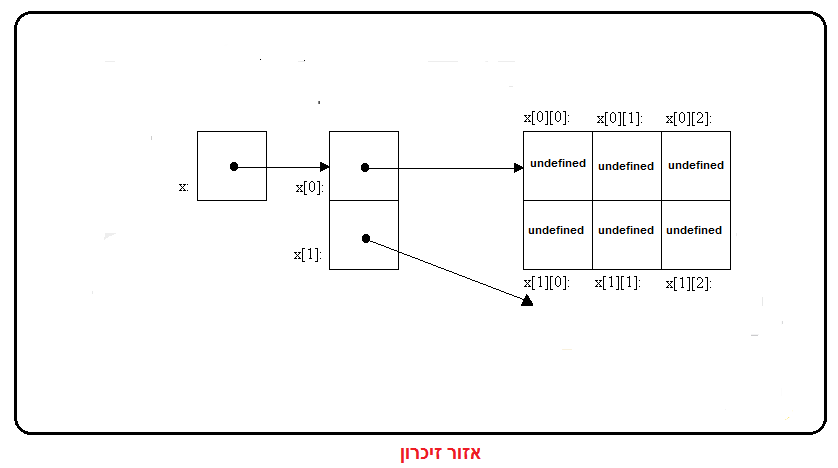 x[0][0]: x[0][1]: x[0][2]:
undefined undefined undefined
x: x[0]:
undefined undefined undefined
x[1]:
x[1][0]: x[1][1]: x[1][2]:
אזור זיכרון